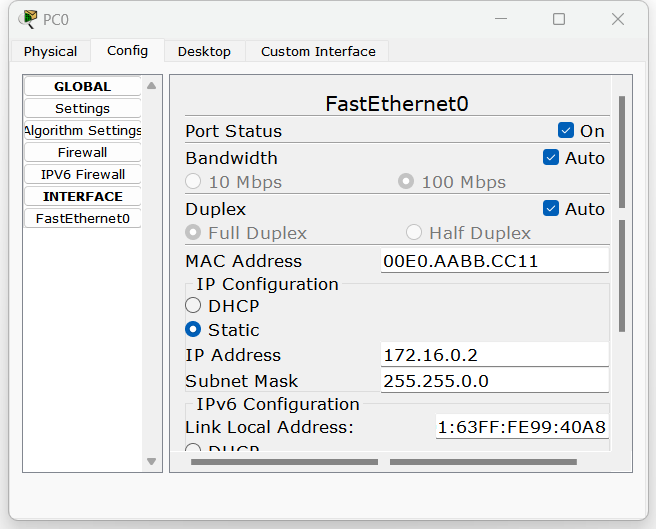 PC0
Physical Config Desktop Custom Interface
GLOBAL
Settings
Algorithm Settings
Firewall
IPV6 Firewall
INTERFACE
FastEthernet0
FastEthernet0
Port Status On
Bandwidth Auto
10 Mbps 100 Mbps
Duplex Auto
Full Duplex Half Duplex
MAC Address 00E0.AABB.CC11
IP Configuration
DHCP
Static
IP Address 172.16.0.2
Subnet Mask 255.255.0.0
IPv6 Configuration
Link Local Address: 1:63FF:FE99:40A8
DHCP